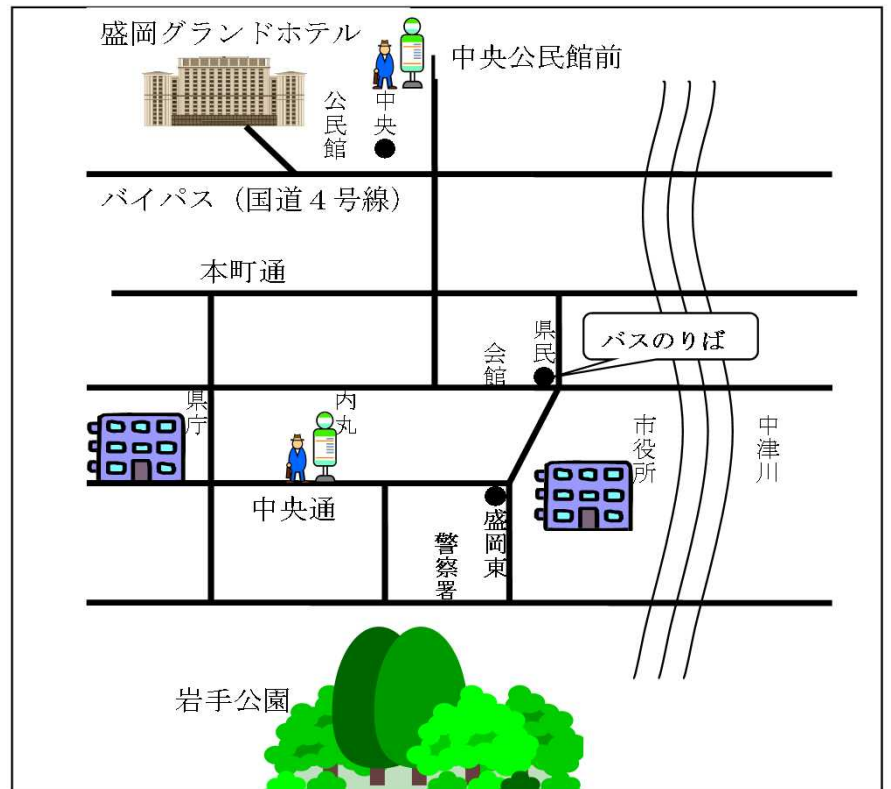 盛岡グランドホテル
中央公民館前
中央
公民館
バイパス（国道４号線）
本町通
県民
会館
バスのりば
県庁
内丸
市役所
中津川
中央通
盛岡東
警察署
岩手公園